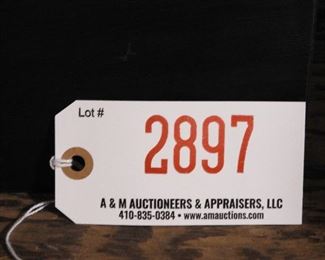 Lot #
2897
A & M AUCTIONEERS & APPRAISERS, LLC
410-835-0384 • www.amauctions.com